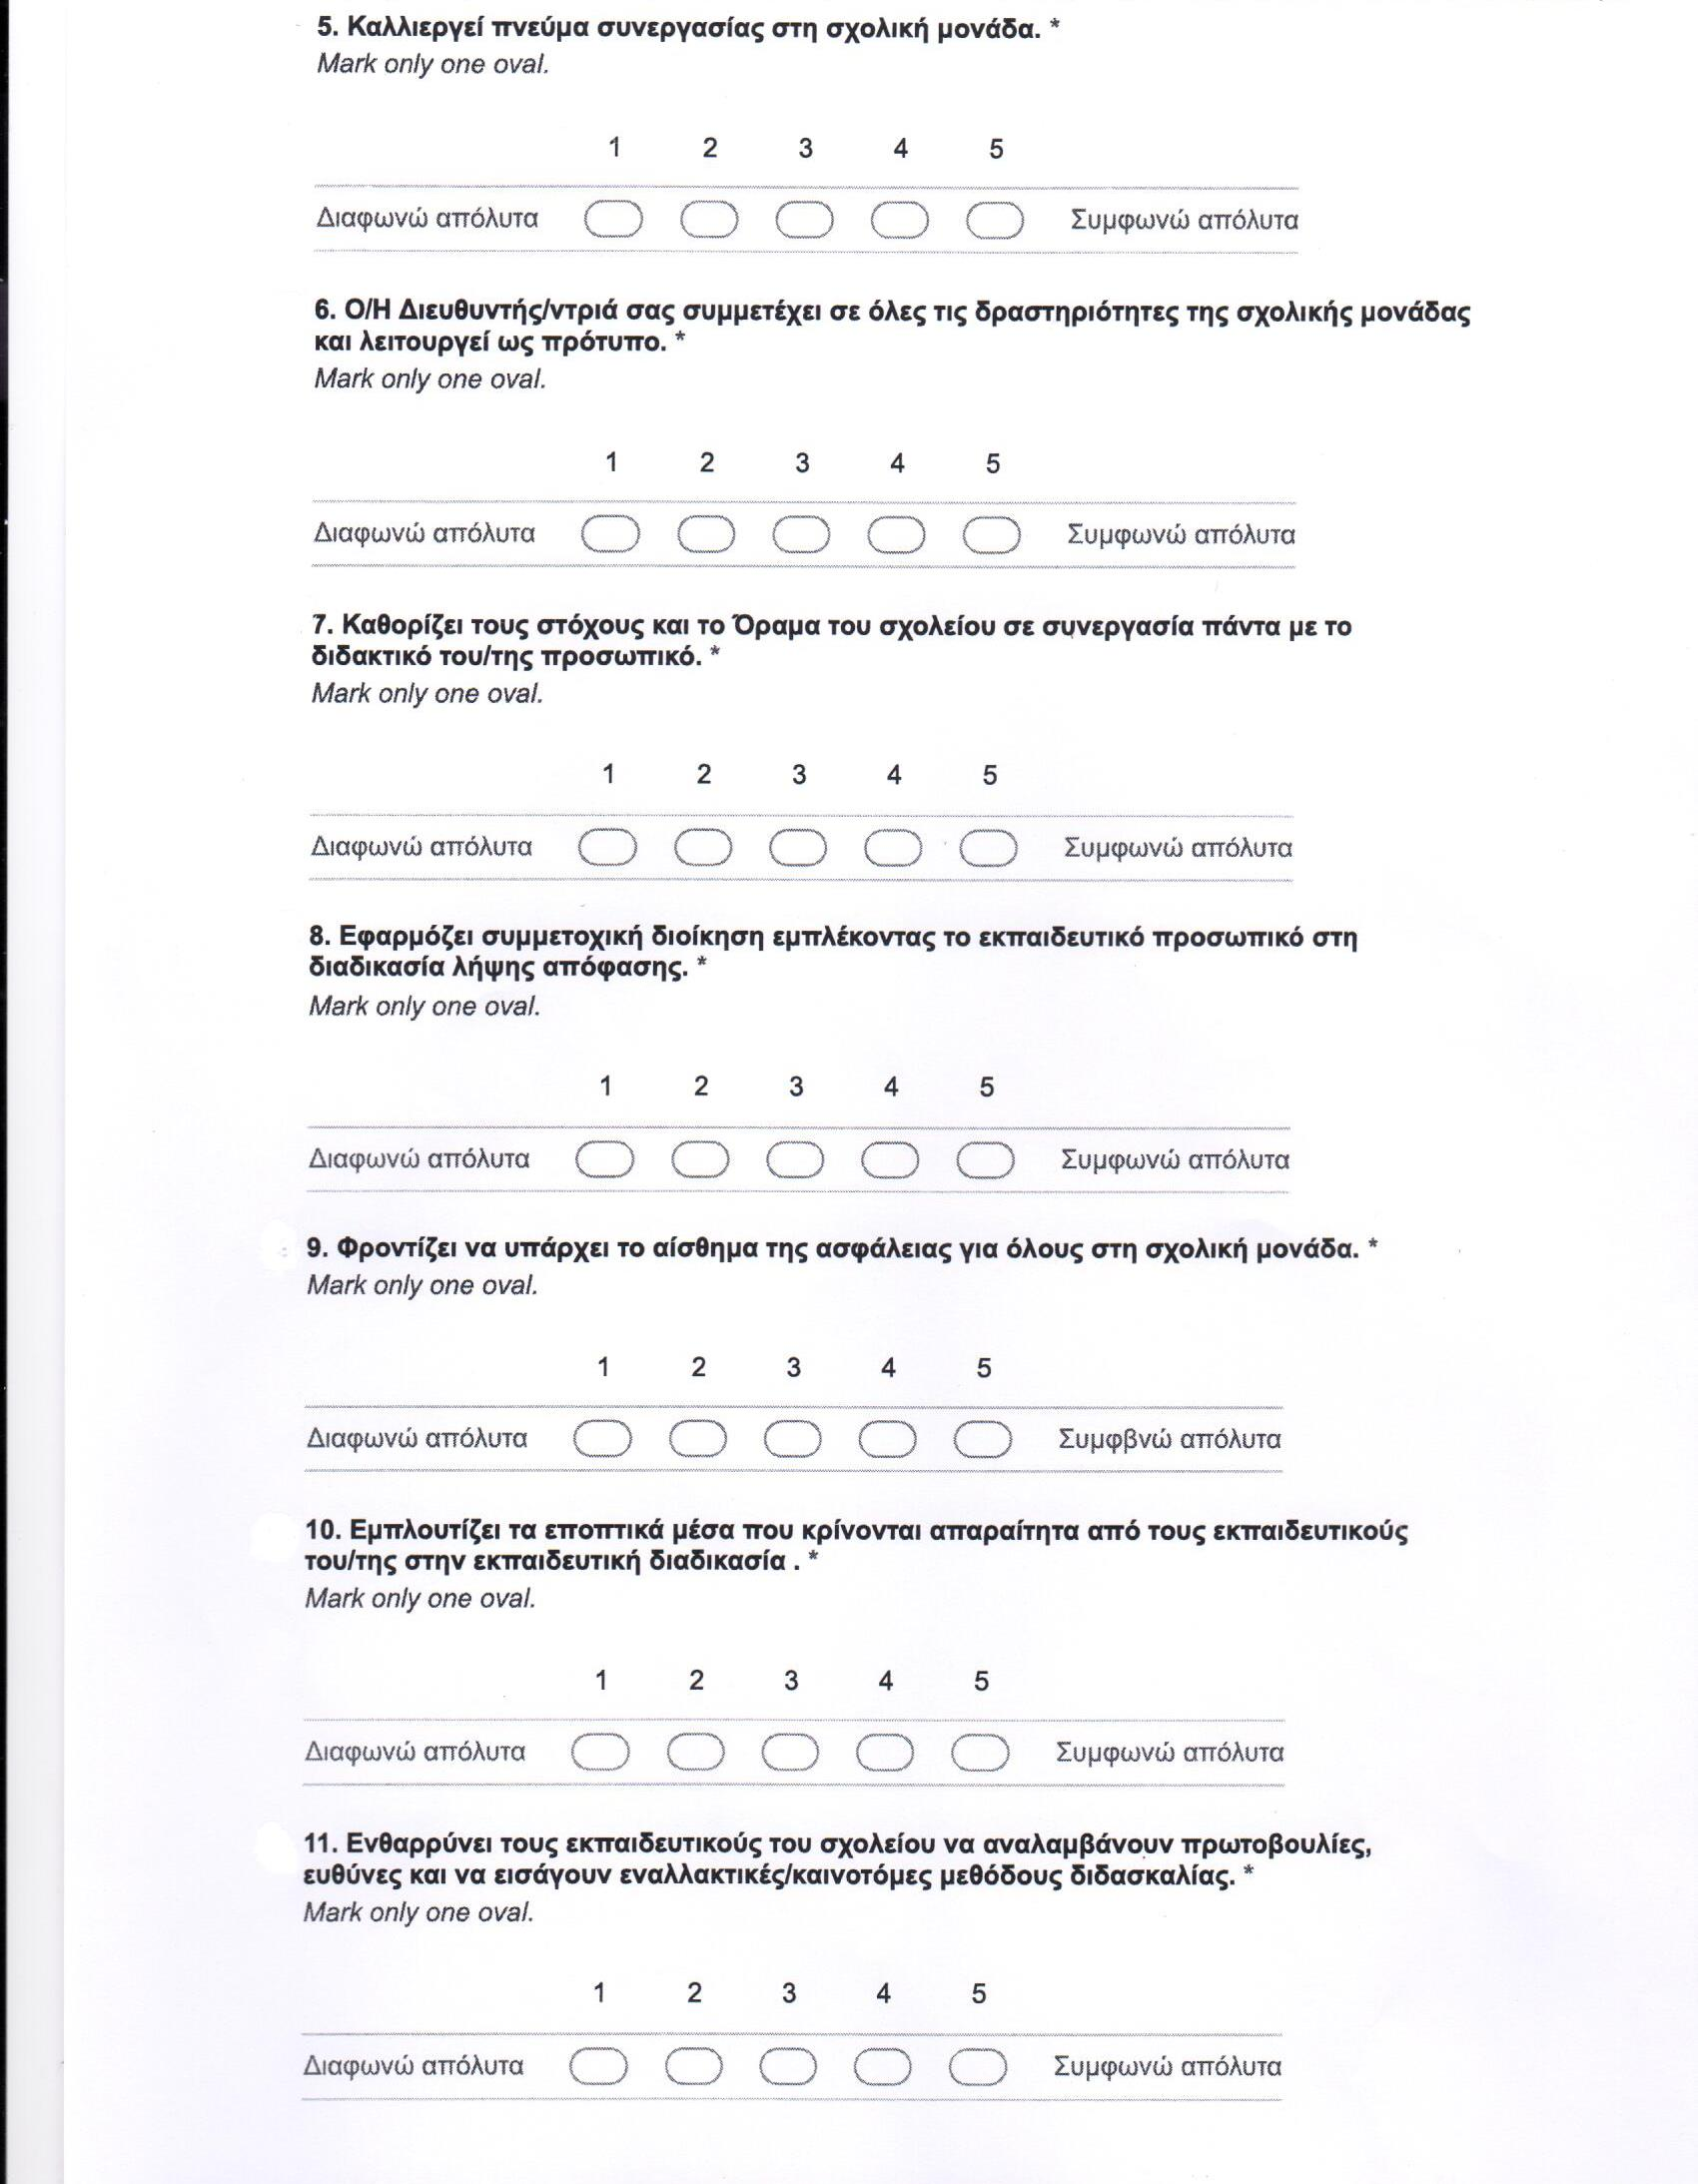 5. Καλλιεργεί πνεύμα συνεργασίας στη σχολική μονάδα. *
Mark only one oval.
1 2 3 4 5
Διαφωνώ απόλυτα Συμφωνώ απόλυτα
6. Ο/Η Διευθυντής/ντριά σας συμμετέχει σε όλες τις δραστηριότητες της σχολικής μονάδας
και λειτουργεί ως πρότυπο. *
Mark only one oval.
1 2 3 4 5
Διαφωνώ απόλυτα Συμφωνώ απόλυτα
7. Καθορίζει τους στόχους και το Όραμα του σχολείου σε συνεργασία πάντα με το
διδακτικό του/της προσωπικό. *
Mark only one oval.
1 2 3 4 5
Διαφωνώ απόλυτα Συμφωνώ απόλυτα
8. Εφαρμόζει συμμετοχική διοίκηση εμπλέκοντας το εκπαιδευτικό προσωπικό στη
διαδικασία λήψης απόφασης. *
Mark only one oval.
1 2 3 4 5
Διαφωνώ απόλυτα Συμφωνώ απόλυτα
9. Φροντίζει να υπάρχει το αίσθημα της ασφάλειας για όλους στη σχολική μονάδα. *
Mark only one oval.
1 2 3 4 5
Διαφωνώ απόλυτα Συμφβνώ απόλυτα
10. Εμπλουτίζει τα εποπτικά μέσα που κρίνονται απαραίτητα από τους εκπαιδευτικούς
του/της στην εκπαιδευτική διαδικασία . *
Mark only one oval.
1 2 3 4 5
Διαφωνώ απόλυτα Συμφωνώ απόλυτα
11. Ενθαρρύνει τους εκπαιδευτικούς του σχολείου να αναλαμβάνουν πρωτοβουλίες,
ευθύνες και να εισάγουν εναλλακτικές/καινοτόμες μεθόδους διδασκαλίας. *
Mark only one oval.
1 2 3 4 5
Διαφωνώ απόλυτα Συμφωνώ απόλυτα